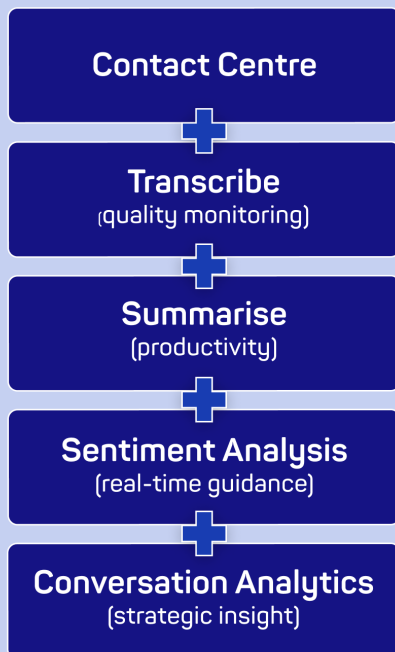 Contact Centre
Transcribe
(quality monitoring)
Summarise
(productivity)
Sentiment Analysis
(real-time guidance)
Conversation Analytics
(strategic insight)